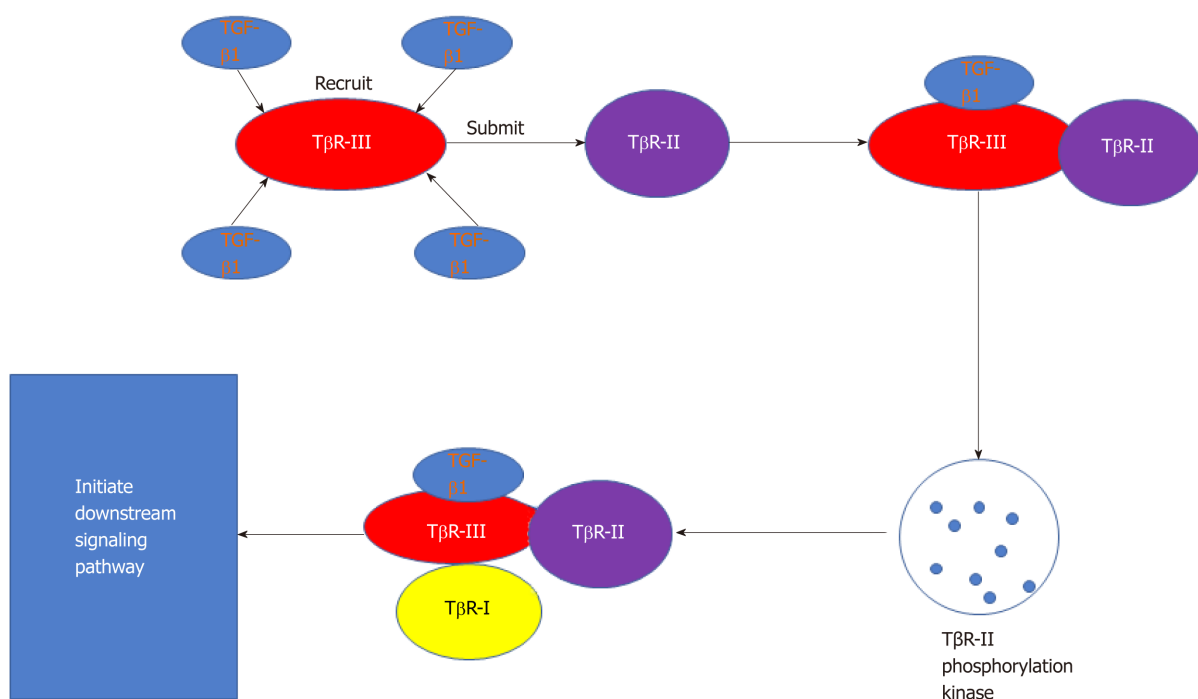 TGF-
β1
TGF-
β1
Recruit
TβR-III
Submit
TβR-II
TGF-
β1
TβR-III
TβR-II
TGF-
β1
TGF-
β1
Initiate
downstream
signaling
pathway
TGF-
β1
TβR-III
TβR-II
TβR-I
TβR-II
phosphorylation
kinase